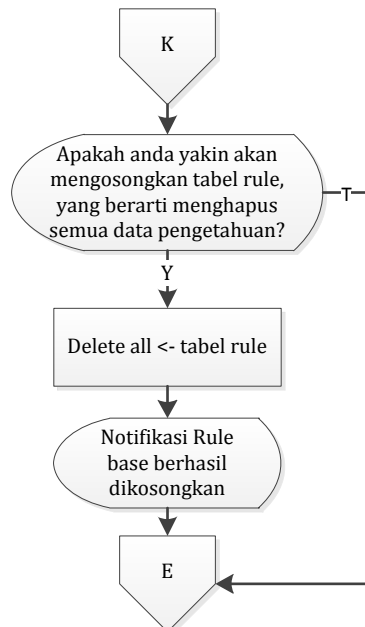 K
Apakah anda yakin akan
mengosongkan tabel rule,
yang berarti menghapus
semua data pengetahuan?
T
Y
Delete all <- tabel rule
Notifikasi Rule
base berhasil
dikosongkan
E